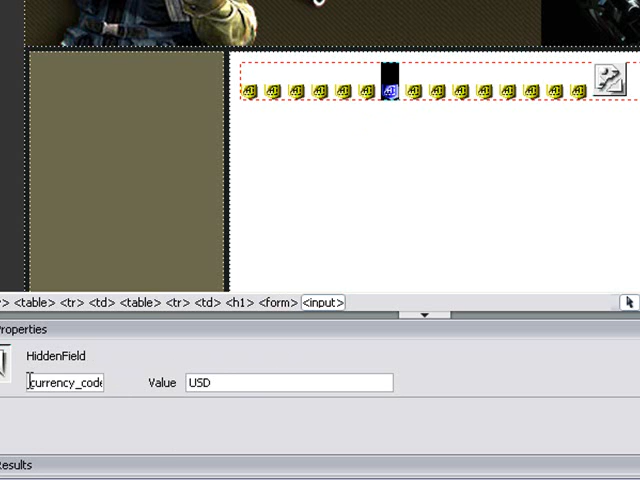 <table> <tr> <td> <table> <tr> <td> <h1> <form> <input>
Properties
HiddenField
currency_code Value USD
Results